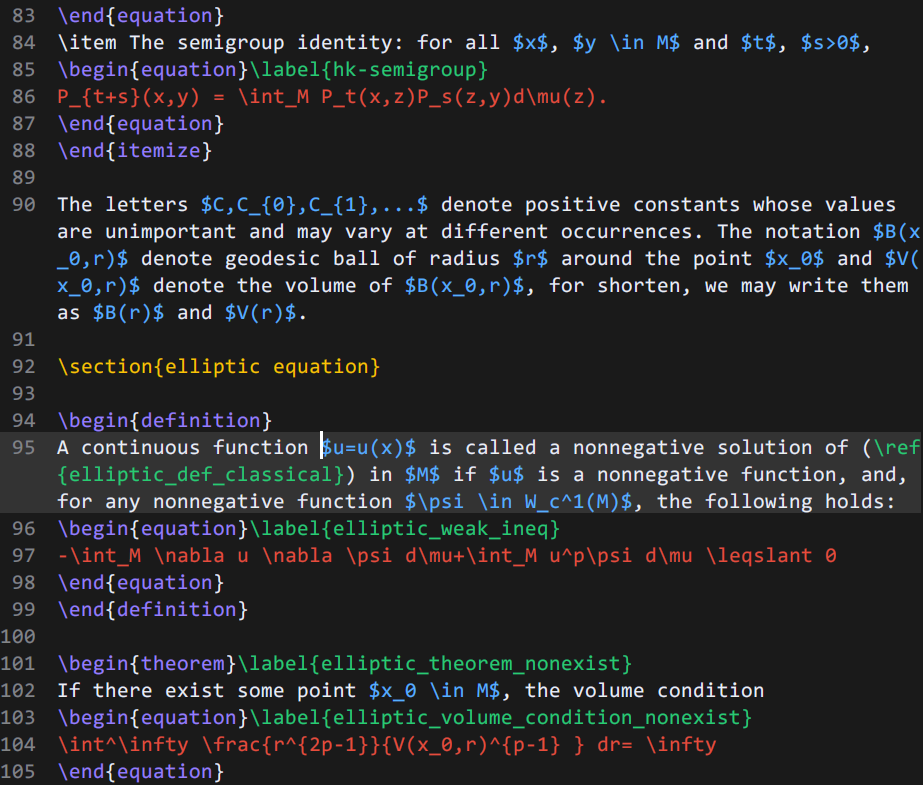 83 \end{equation}
84 \item The semigroup identity: for all $x$, $y \in M$ and $t$, $s>0$,
85 \begin{equation}\label{hk-semigroup}
86 P_{t+s}(x,y) = \int_M P_t(x,z)P_s(z,y)d\mu(z).
87 \end{equation}
88 \end{itemize}
89
90 The letters $C,C_{0},C_{1},...$ denote positive constants whose values
are unimportant and may vary at different occurrences. The notation $B(x
_0,r)$ denote geodesic ball of radius $r$ around the point $x_0$ and $V(
x_0,r)$ denote the volume of $B(x_0,r)$, for shorten, we may write them
as $B(r)$ and $V(r)$.
91
92 \section{elliptic equation}
93
94 \begin{definition}
95 A continuous function $u=u(x)$ is called a nonnegative solution of (\ref
{elliptic_def_classical}) in $M$ if $u$ is a nonnegative function, and,
for any nonnegative function $\psi \in W_c^1(M)$, the following holds:
96 \begin{equation}\label{elliptic_weak_ineq}
97 -\int_M \nabla u \nabla \psi d\mu+\int_M u^p\psi d\mu \leqslant 0
98 \end{equation}
99 \end{definition}
100
101 \begin{theorem}\label{elliptic_theorem_nonexist}
102 If there exist some point $x_0 \in M$, the volume condition
103 \begin{equation}\label{elliptic_volume_condition_nonexist}
104 \int^\infty \frac{r^{2p-1}}{V(x_0,r)^{p-1} } dr= \infty
105 \end{equation}